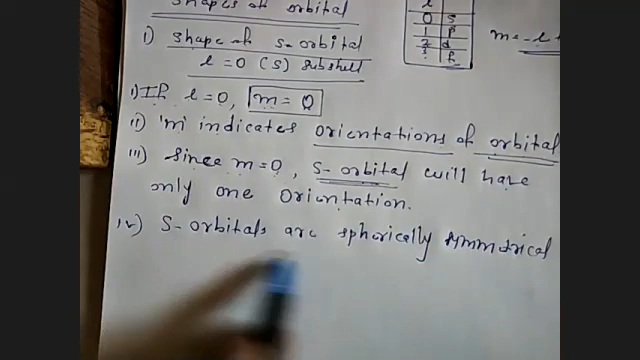 shapes of orbital
i) shape of s-orbital
l = 0 (s) subshell
l
0 s
1 p
2 d
3 f
m = -l +
i) If l = 0, m = 0
ii) 'm' indicates orientations of orbital
iii) since m = 0, s-orbital will have
only one orientation.
iv) s-orbitals are spherically symmetrical